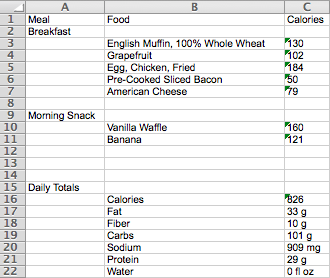 A B C
1 Meal Food Calories
2 Breakfast
3 English Muffin, 100% Whole Wheat 130
4 Grapefruit 102
5 Egg, Chicken, Fried 184
6 Pre-Cooked Sliced Bacon 50
7 American Cheese 79
8
9 Morning Snack
10 Vanilla Waffle 160
11 Banana 121
12
13
14
15 Daily Totals
16 Calories 826
17 Fat 33 g
18 Fiber 10 g
19 Carbs 101 g
20 Sodium 909 mg
21 Protein 29 g
22 Water 0 fl oz